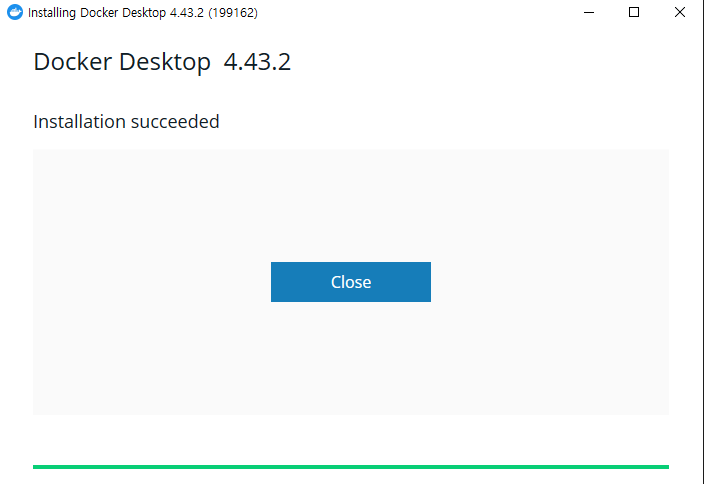 Installing Docker Desktop 4.43.2 (199162)
Docker Desktop 4.43.2
Installation succeeded
Close